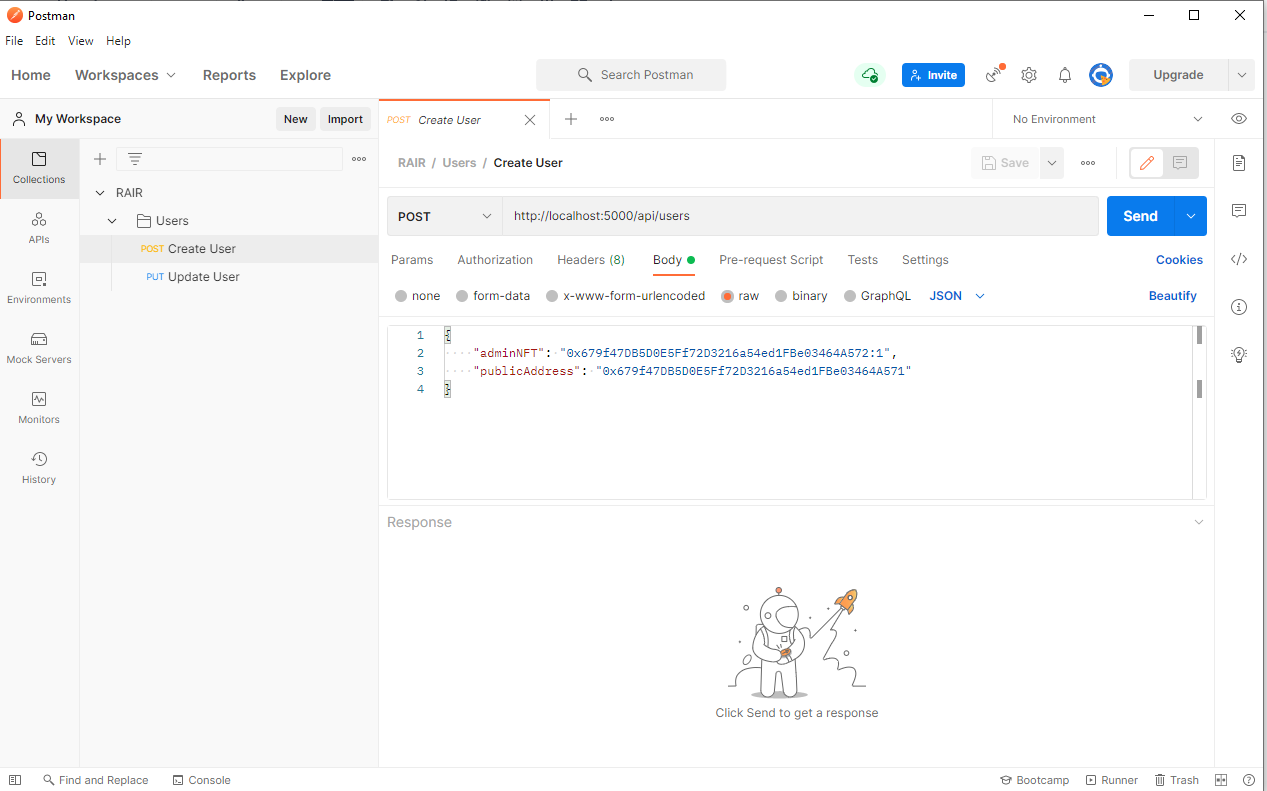 Postman
File Edit View Help
Home Workspaces Reports Explore Search Postman Invite Upgrade
My Workspace New Import POST Create User No Environment
Collections
APIs
Environments
Mock Servers
Monitors
History
RAIR
Users
POST Create User
PUT Update User
RAIR / Users / Create User Save
POST http://localhost:5000/api/users Send
Params Authorization Headers (8) Body Pre-request Script Tests Settings Cookies
none form-data x-www-form-urlencoded raw binary GraphQL JSON Beautify
1 {
2 "adminNFT": "0x679f47DB5D0E5Ff72D3216a54ed1FBe03464A572:1",
3 "publicAddress": "0x679f47DB5D0E5Ff72D3216a54ed1FBe03464A571"
4 }
Response
Click Send to get a response
Find and Replace Console Bootcamp Runner Trash